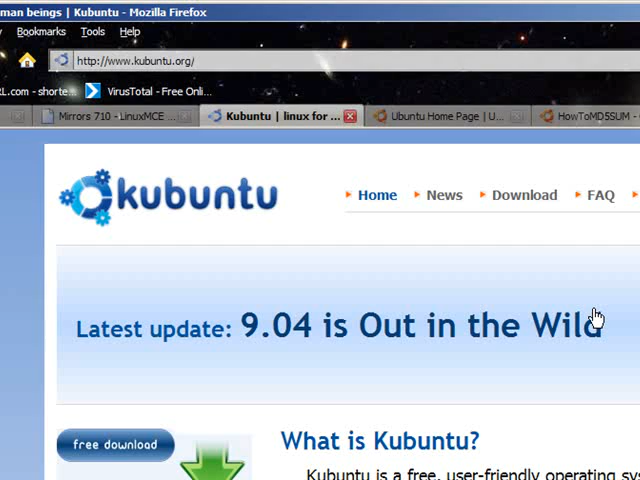 man beings | Kubuntu - Mozilla Firefox
Bookmarks Tools Help
http://www.kubuntu.org/
L.com - shorte... VirusTotal - Free Onli...
Mirrors 710 - LinuxMCE ... Kubuntu | linux for ... Ubuntu Home Page | U... HowToMD5SUM -
kubuntu
Home News Download FAQ
Latest update: 9.04 is Out in the Wild
free download
What is Kubuntu?
Kubuntu is a free, user-friendly operating sys